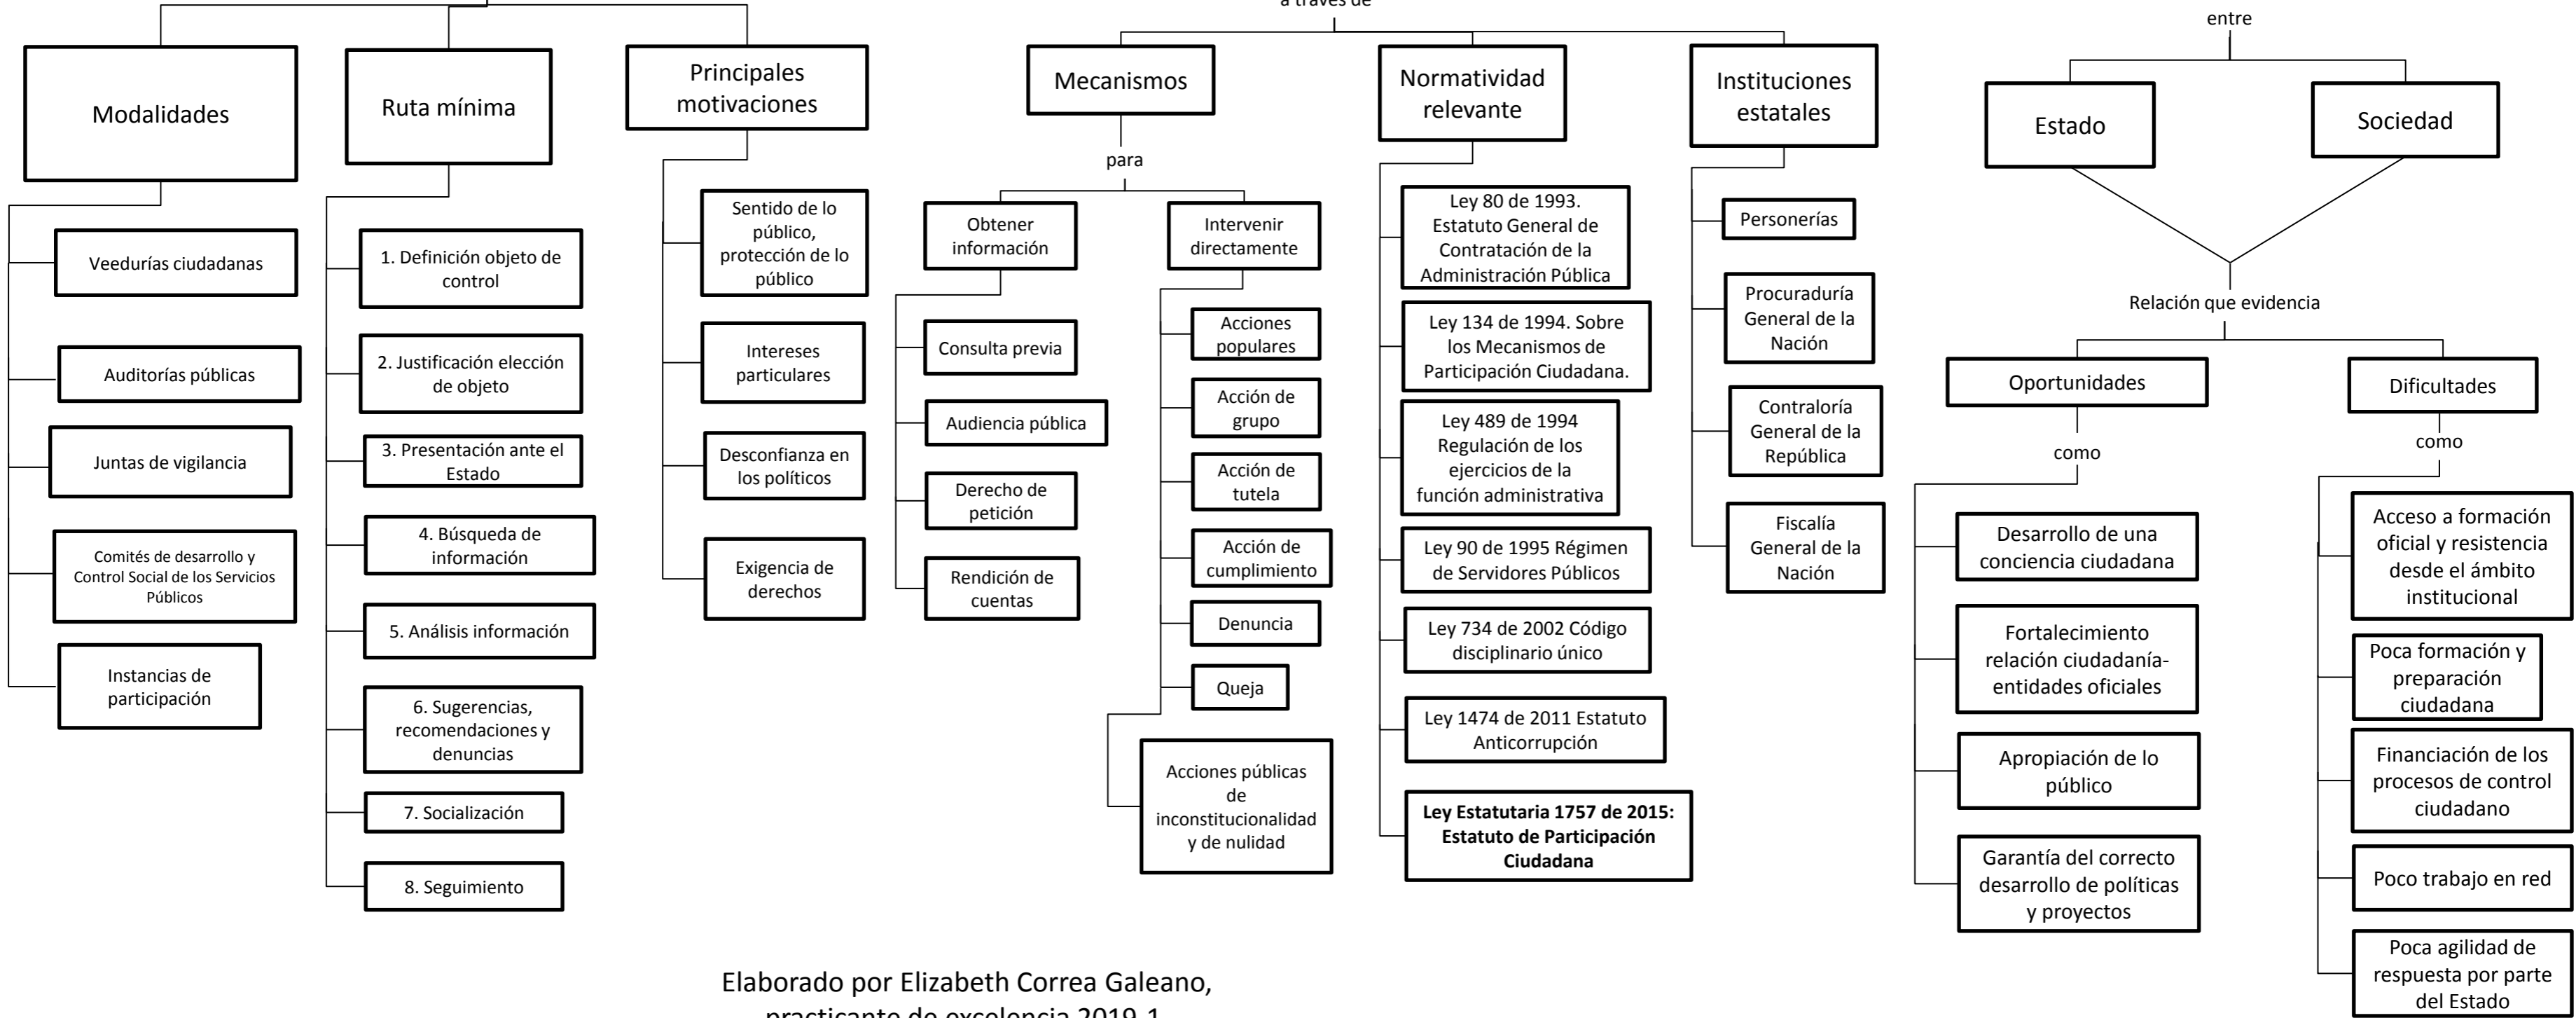 a través de
entre
Modalidades
Veedurías ciudadanas
Auditorías públicas
Juntas de vigilancia
Comités de desarrollo y
Control Social de los Servicios
Públicos
Instancias de
participación
Ruta mínima
1. Definición objeto de
control
2. Justificación elección
de objeto
3. Presentación ante el
Estado
4. Búsqueda de
información
5. Análisis información
6. Sugerencias,
recomendaciones y
denuncias
7. Socialización
8. Seguimiento
Principales
motivaciones
Sentido de lo
público,
protección de lo
público
Intereses
particulares
Desconfianza en
los políticos
Exigencia de
derechos
Mecanismos
para
Obtener
información
Consulta previa
Audiencia pública
Derecho de
petición
Rendición de
cuentas
Intervenir
directamente
Acciones
populares
Acción de
grupo
Acción de
tutela
Acción de
cumplimiento
Denuncia
Queja
Acciones públicas
de
inconstitucionalidad
y de nulidad
Normatividad
relevante
Ley 80 de 1993.
Estatuto General de
Contratación de la
Administración Pública
Ley 134 de 1994. Sobre
los Mecanismos de
Participación Ciudadana.
Ley 489 de 1994
Regulación de los
ejercicios de la
función administrativa
Ley 90 de 1995 Régimen
de Servidores Públicos
Ley 734 de 2002 Código
disciplinario único
Ley 1474 de 2011 Estatuto
Anticorrupción
Ley Estatutaria 1757 de 2015:
Estatuto de Participación
Ciudadana
Instituciones
estatales
Personerías
Procuraduría
General de la
Nación
Contraloría
General de la
República
Fiscalía
General de la
Nación
Estado
Sociedad
Relación que evidencia
Oportunidades
como
Desarrollo de una
conciencia ciudadana
Fortalecimiento
relación ciudadanía-
entidades oficiales
Apropiación de lo
público
Garantía del correcto
desarrollo de políticas
y proyectos
Dificultades
como
Acceso a formación
oficial y resistencia
desde el ámbito
institucional
Poca formación y
preparación
ciudadana
Financiación de los
procesos de control
ciudadano
Poco trabajo en red
Poca agilidad de
respuesta por parte
del Estado
Elaborado por Elizabeth Correa Galeano,
practicante de excelencia 2019-1